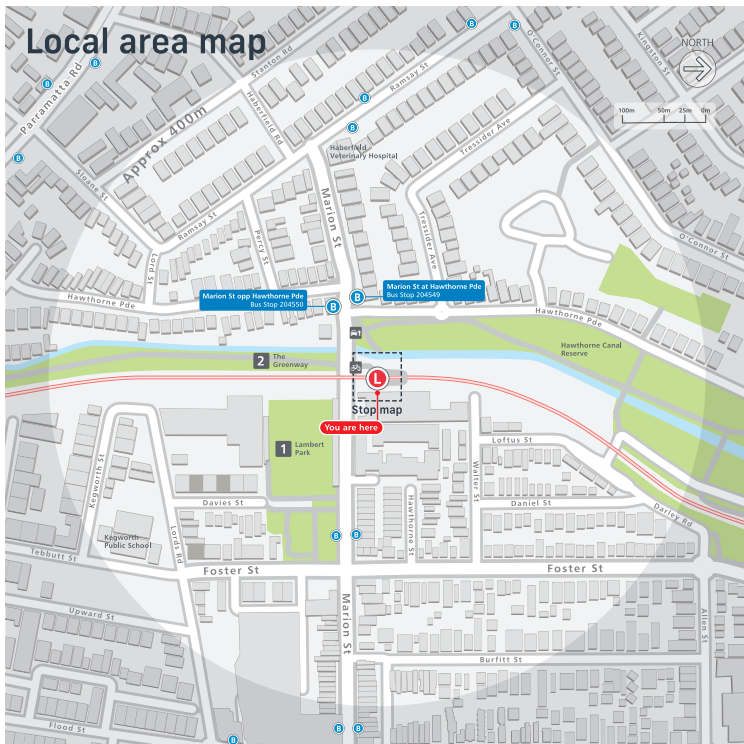 Local area map
NORTH
100m 50m 25m 0m
Approx 400m
Parramatta Rd
Stanton Rd
Haberfield Rd
Ramsay St
O'Connor St
Kingston St
Haberfield
Veterinary Hospital
Tressider Ave
Sloane St
Ramsay St
Percy St
Lord St
Marion St
Tressider Ave
O'Connor St
Hawthorne Pde
Marion St opp Hawthorne Pde
Bus Stop 204550
B
B
Marion St at Hawthorne Pde
Bus Stop 204549
Hawthorne Pde
Hawthorne Canal
Reserve
2
The
Greenway
L
Stop map
You are here
1
Lambert
Park
Loftus St
Kegworth St
Davies St
Hawthorne St
Walter St
Daniel St
Darley Rd
Kegworth
Public School
Lords Rd
Tebbutt St
B
B
Foster St
Foster St
Upward St
Marion St
Allen St
Burfitt St
Flood St
B
B
B
B
B
B
B
B
B
B